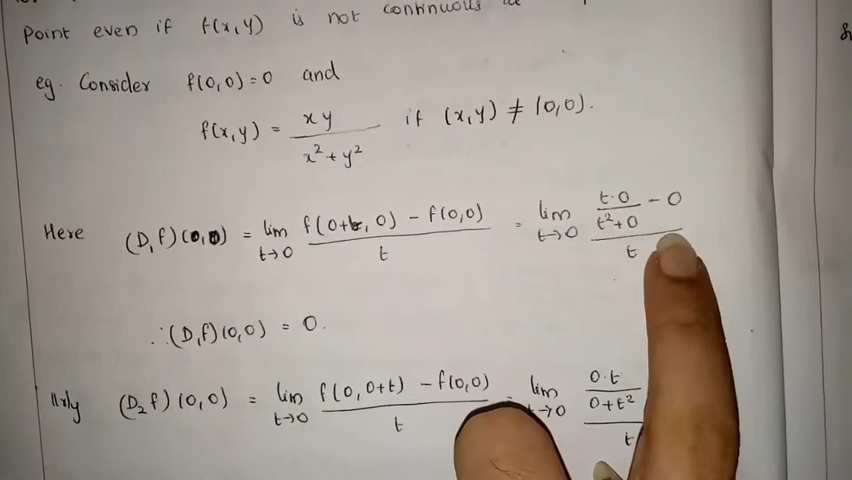 Point even if f(x,y) is not continuous
eg. Consider f(0,0) = 0 and
f(x,y) = xy / x² + y² if (x,y) ≠ (0,0).
Here (D₁f)(0,0) = lim t→0 f(0+t, 0) - f(0,0) / t = lim t→0 t·0 / t²+0 - 0 / t
∴ (D₁f)(0,0) = 0.
lllrly (D₂f)(0,0) = lim t→0 f(0, 0+t) - f(0,0) / t = lim t→0 0·t / 0+t² / t